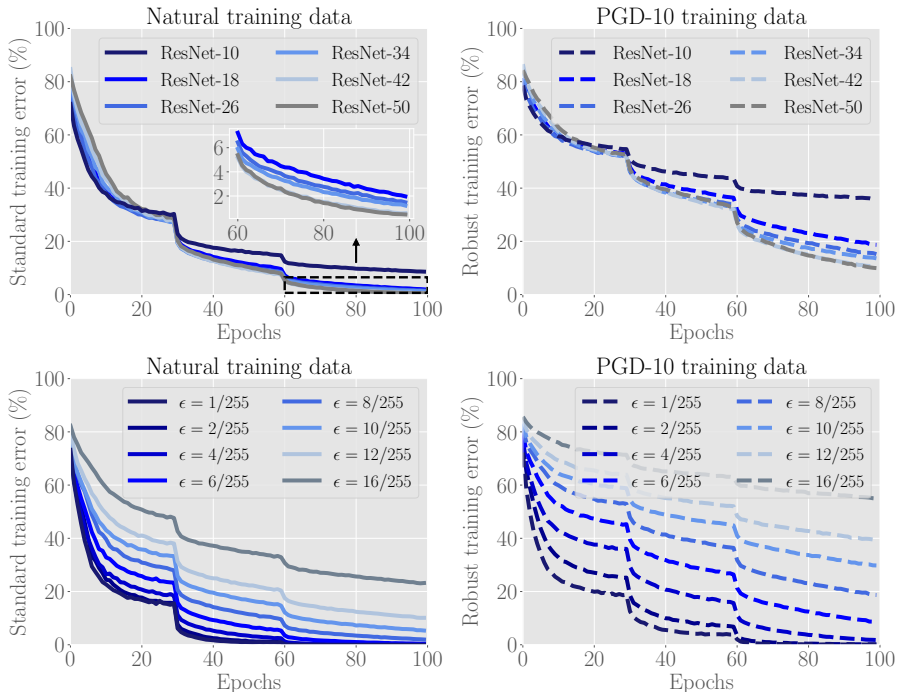 Natural training data
Standard training error (%)
100
80
60
40
20
0
ResNet-10
ResNet-18
ResNet-26
ResNet-34
ResNet-42
ResNet-50
6
4
2
60
80
100
0
20
40
60
80
100
Epochs
PGD-10 training data
Robust training error (%)
100
80
60
40
20
0
ResNet-10
ResNet-18
ResNet-26
ResNet-34
ResNet-42
ResNet-50
0
20
40
60
80
100
Epochs
Natural training data
Standard training error (%)
100
80
60
40
20
0
ϵ = 1/255
ϵ = 2/255
ϵ = 4/255
ϵ = 6/255
ϵ = 8/255
ϵ = 10/255
ϵ = 12/255
ϵ = 16/255
0
20
40
60
80
100
Epochs
PGD-10 training data
Robust training error (%)
100
80
60
40
20
0
ϵ = 1/255
ϵ = 2/255
ϵ = 4/255
ϵ = 6/255
ϵ = 8/255
ϵ = 10/255
ϵ = 12/255
ϵ = 16/255
0
20
40
60
80
100
Epochs